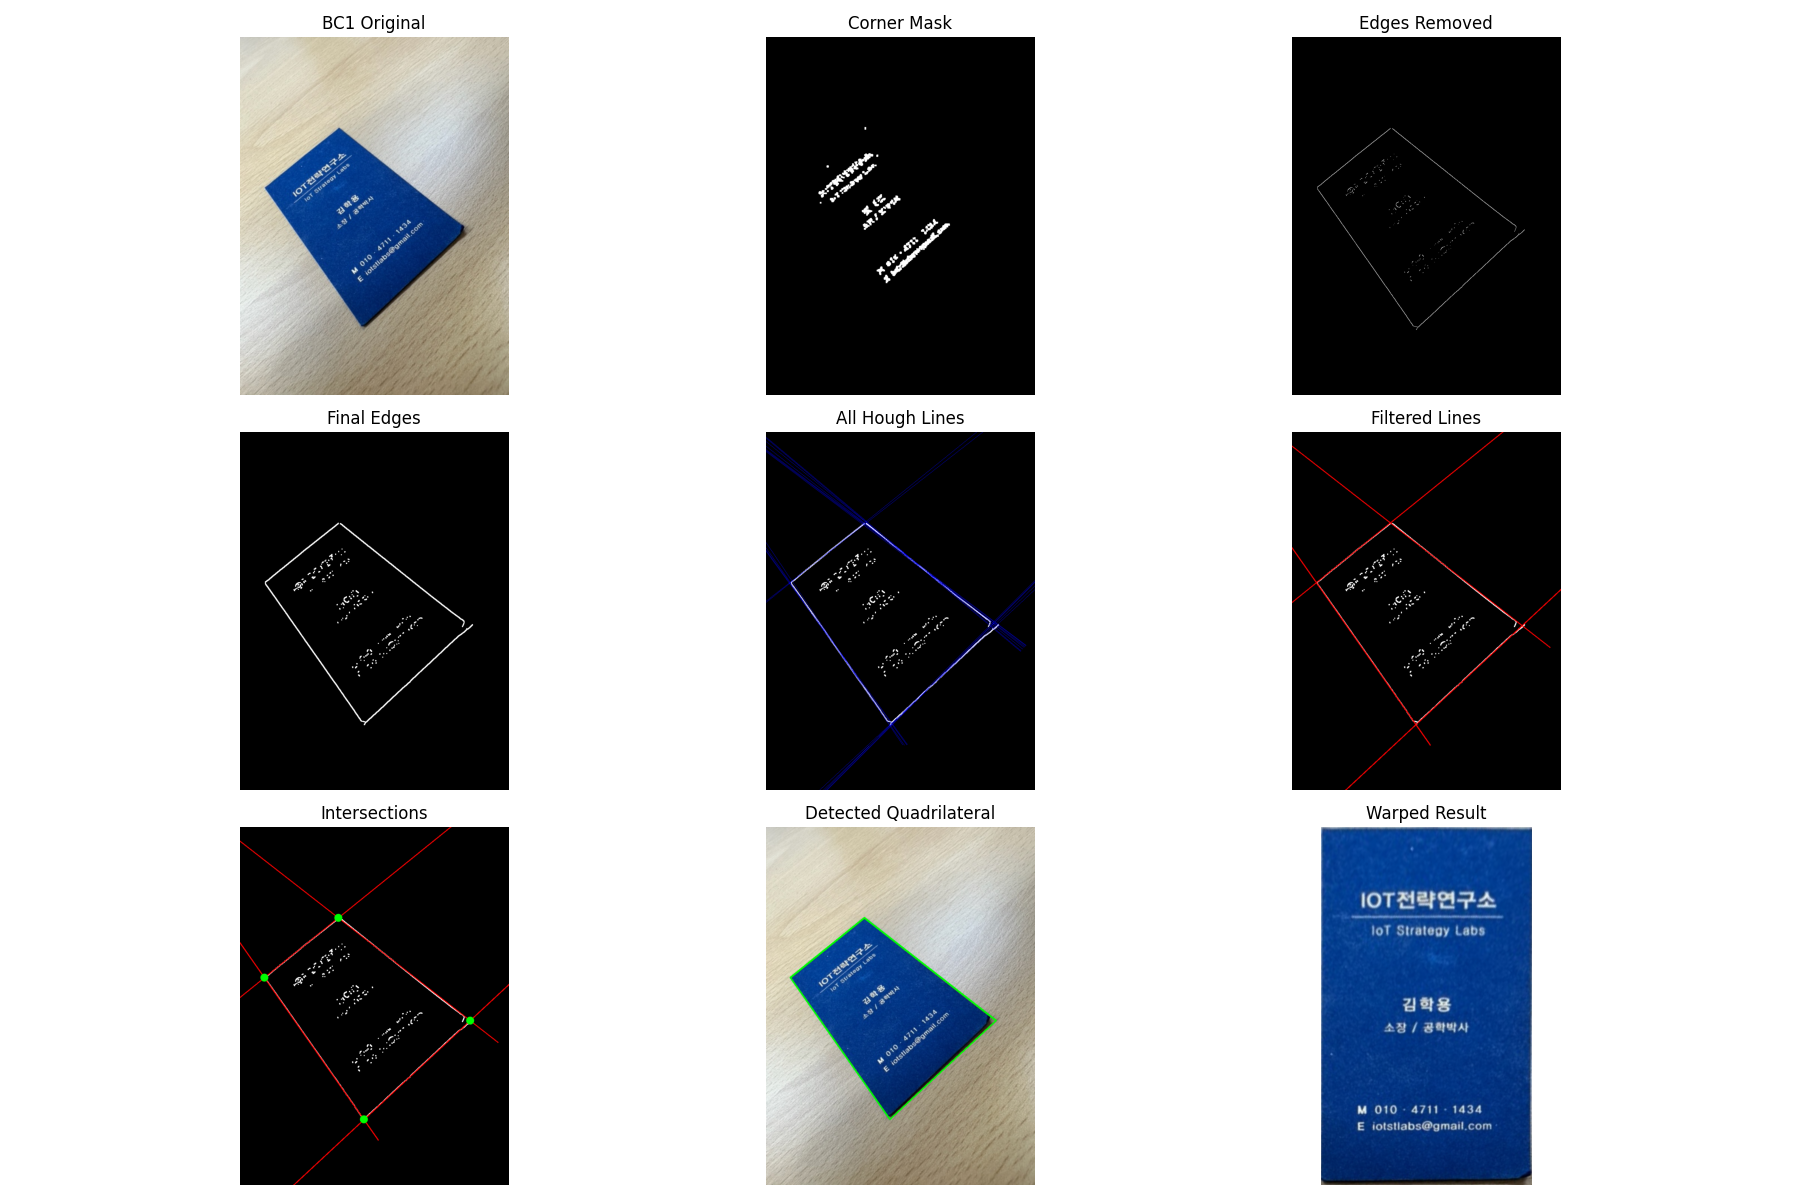 BC1 Original
Corner Mask
Edges Removed
IOT전략연구소
IoT Strategy Labs
김학용
소장 / 공학박사
M 010 - 4711 - 1434
E iotstlabs@gmail.com
Final Edges
All Hough Lines
Filtered Lines
Intersections
Detected Quadrilateral
Warped Result
IOT전략연구소
IoT Strategy Labs
김학용
소장 / 공학박사
M 010 - 4711 - 1434
E iotstlabs@gmail.com
IOT전략연구소
IoT Strategy Labs
김학용
소장 / 공학박사
M 010 - 4711 - 1434
E iotstlabs@gmail.com